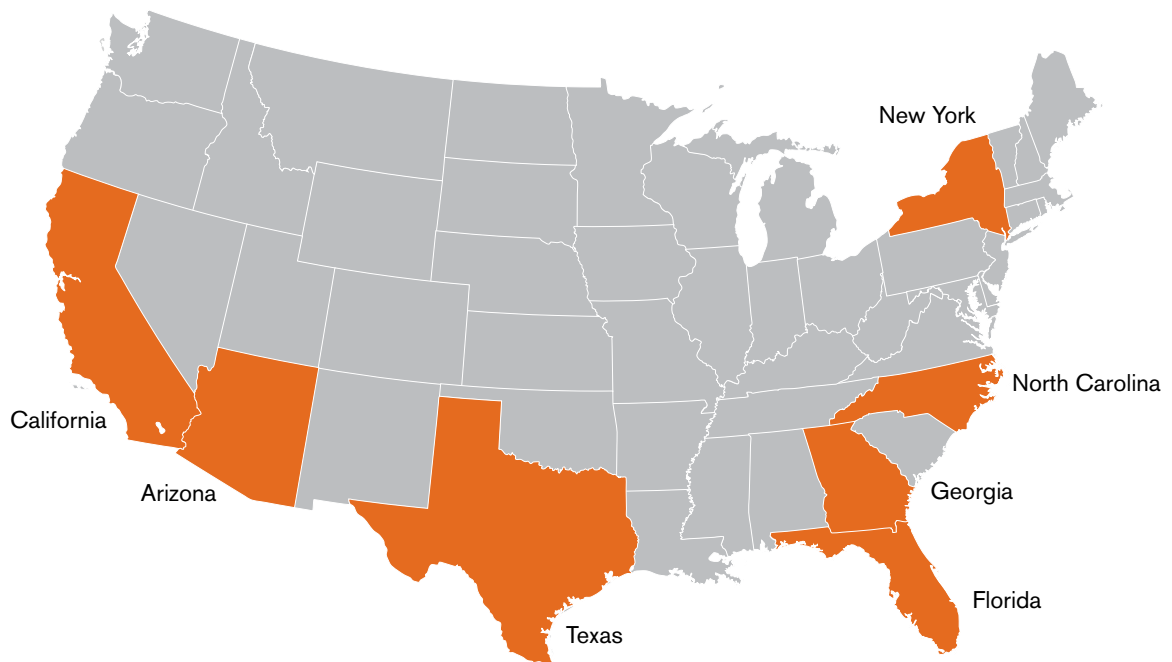 New York
North Carolina
California
Arizona
Georgia
Florida
Texas